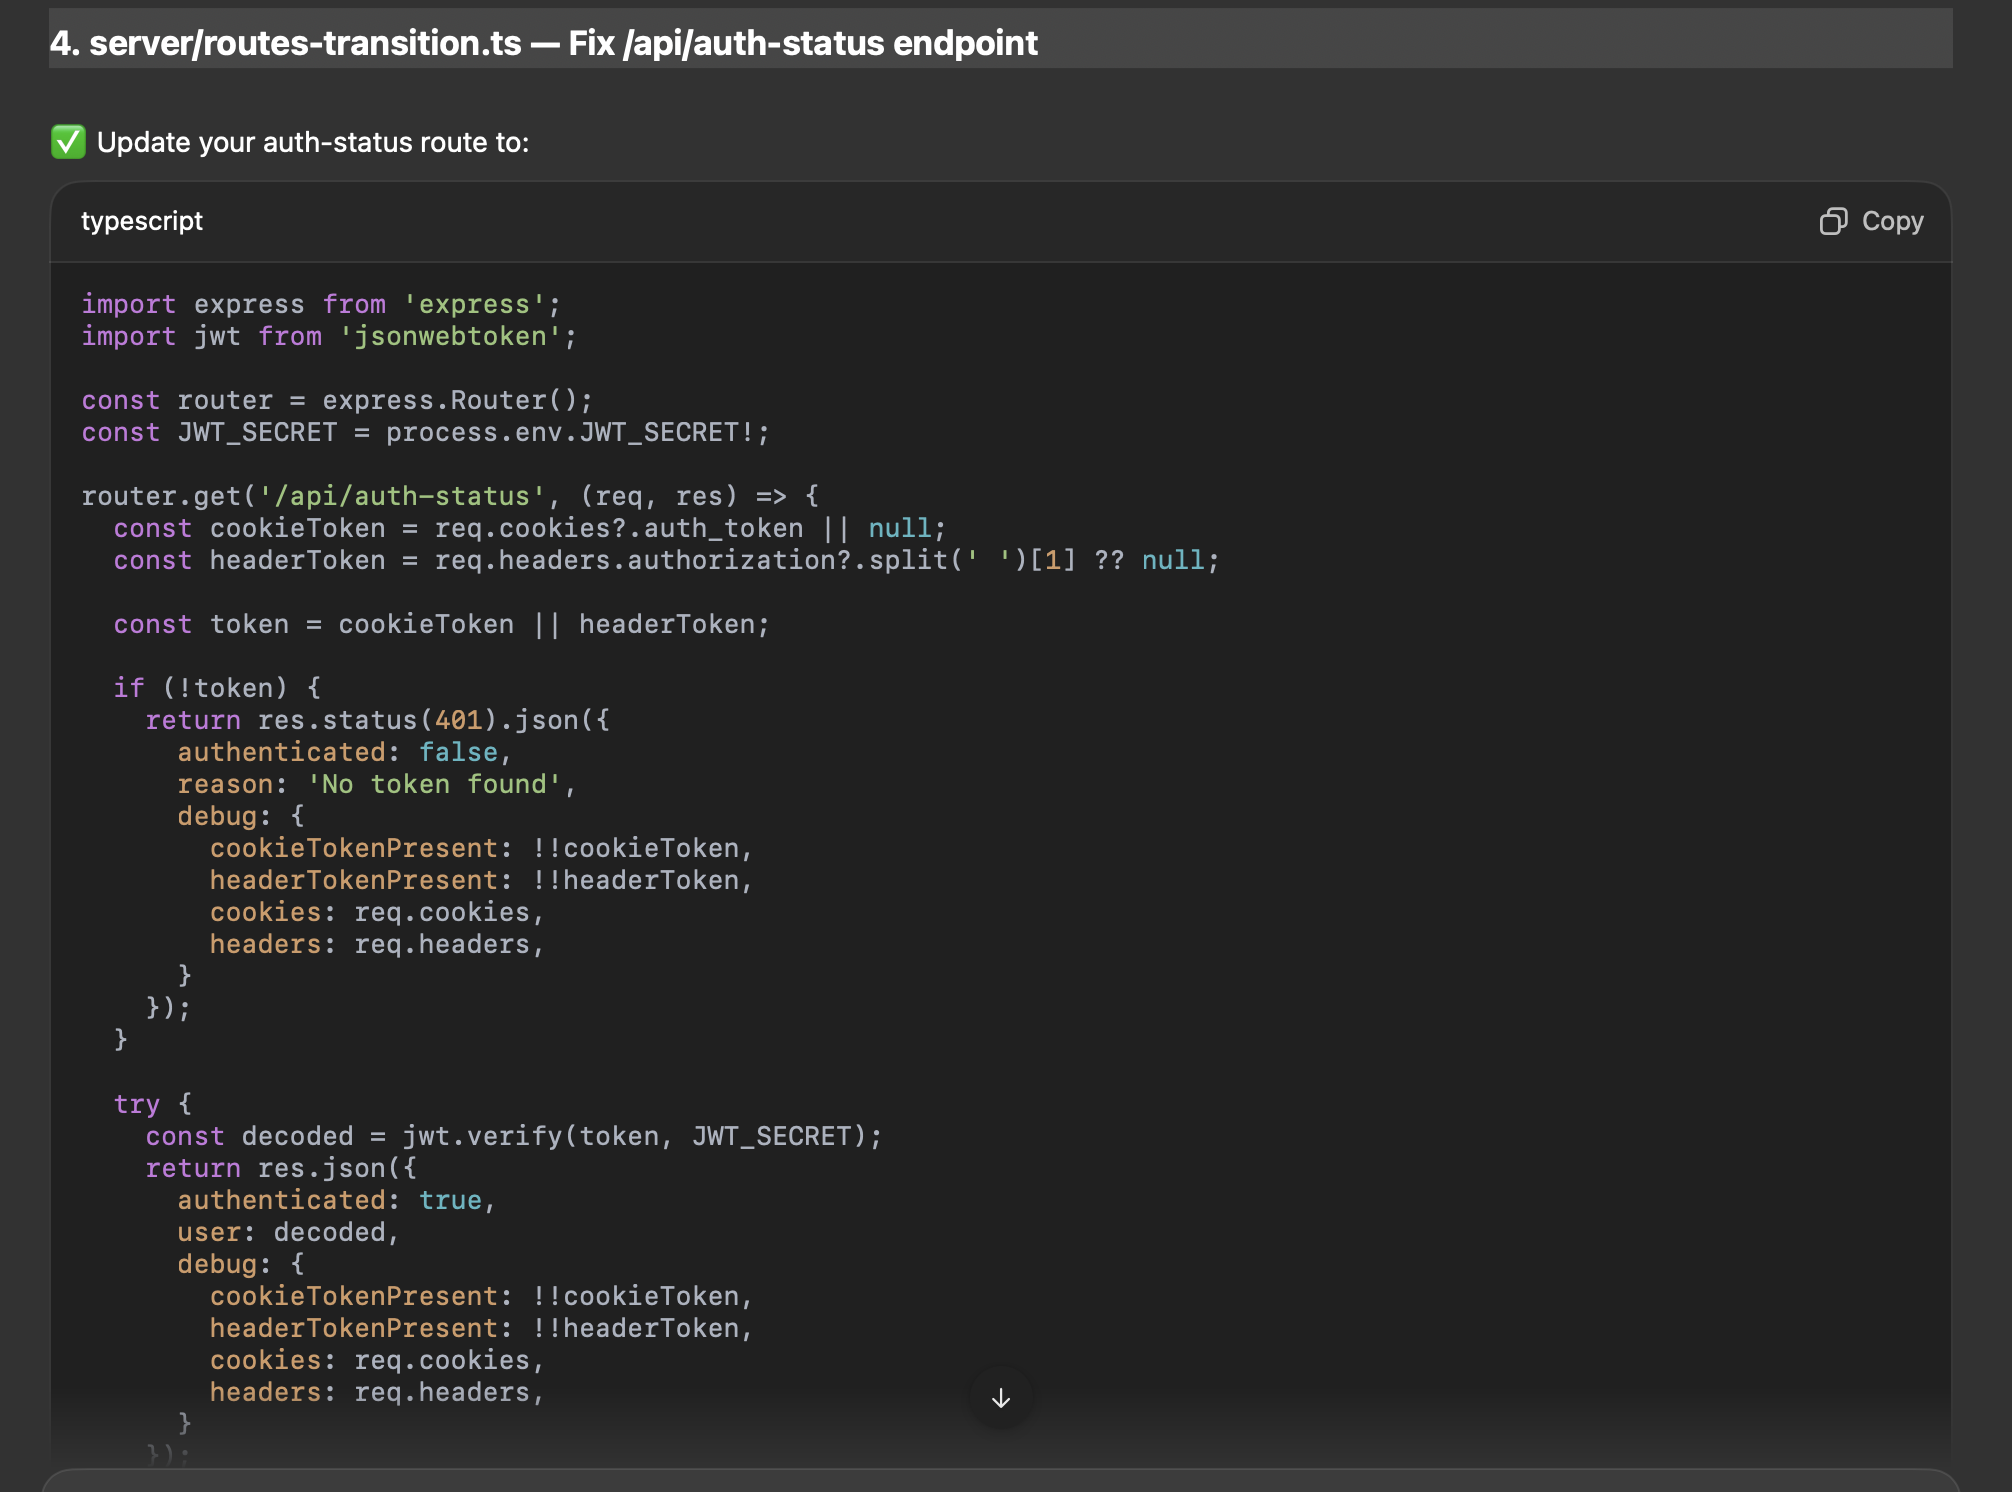 4. server/routes-transition.ts — Fix /api/auth-status endpoint
✅ Update your auth-status route to:
typescript
Copy
import express from 'express';
import jwt from 'jsonwebtoken';
const router = express.Router();
const JWT_SECRET = process.env.JWT_SECRET!;
router.get('/api/auth-status', (req, res) => {
  const cookieToken = req.cookies?.auth_token || null;
  const headerToken = req.headers.authorization?.split(' ')[1] ?? null;
  const token = cookieToken || headerToken;
  if (!token) {
    return res.status(401).json({
      authenticated: false,
      reason: 'No token found',
      debug: {
        cookieTokenPresent: !!cookieToken,
        headerTokenPresent: !!headerToken,
        cookies: req.cookies,
        headers: req.headers,
      }
    });
  }
  try {
    const decoded = jwt.verify(token, JWT_SECRET);
    return res.json({
      authenticated: true,
      user: decoded,
      debug: {
        cookieTokenPresent: !!cookieToken,
        headerTokenPresent: !!headerToken,
        cookies: req.cookies,
        headers: req.headers,
      }
    });